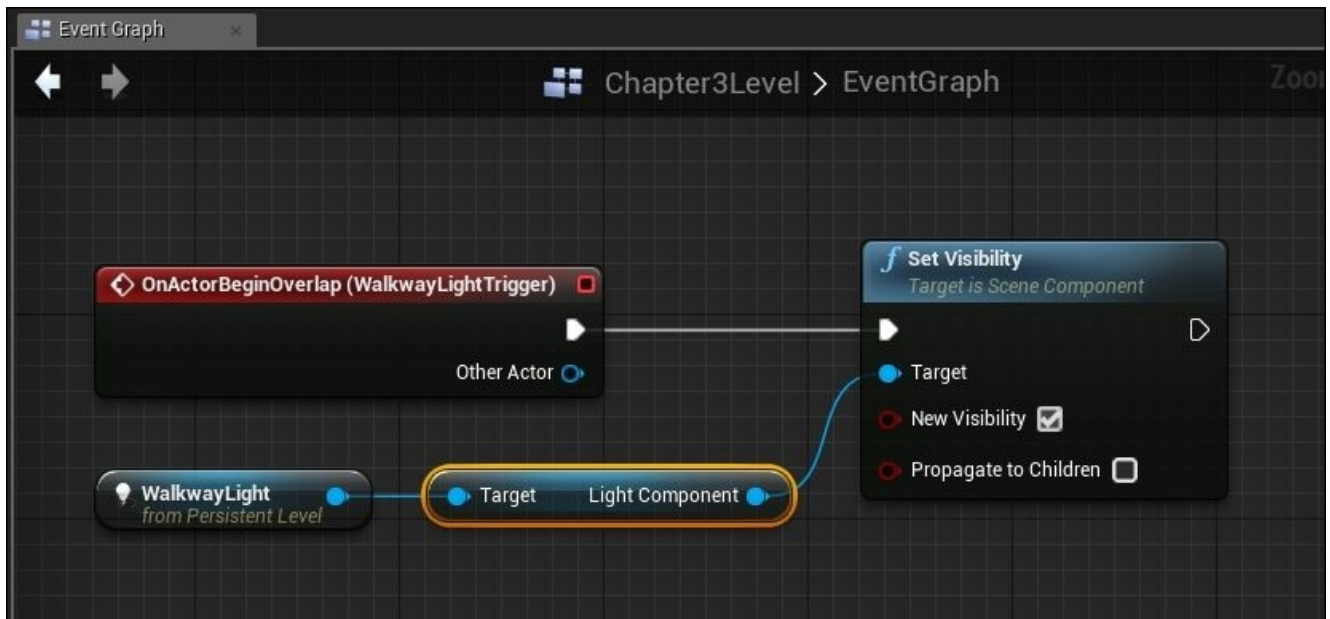 Event Graph
Chapter3Level > EventGraph
Zoo
OnActorBeginOverlap (WalkwayLightTrigger)
Other Actor
f Set Visibility
Target is Scene Component
Target
New Visibility
Propagate to Children
WalkwayLight
from Persistent Level
Target Light Component